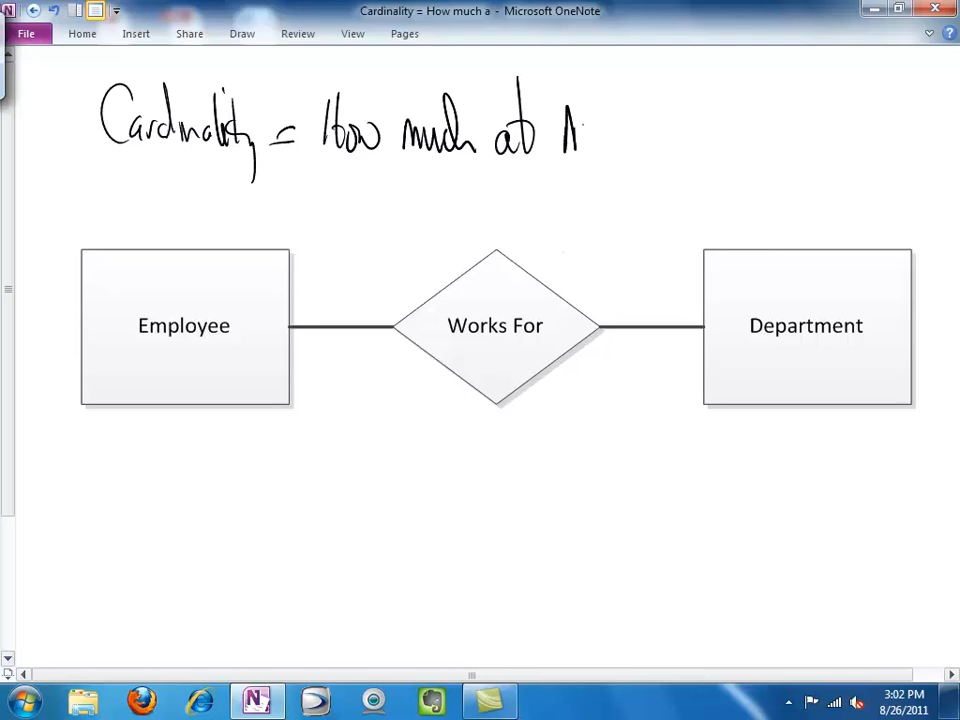 Cardinality = How much a - Microsoft OneNote
File Home Insert Share Draw Review View Pages
Cardinality = How much at
Employee Works For Department
3:02 PM
8/26/2011